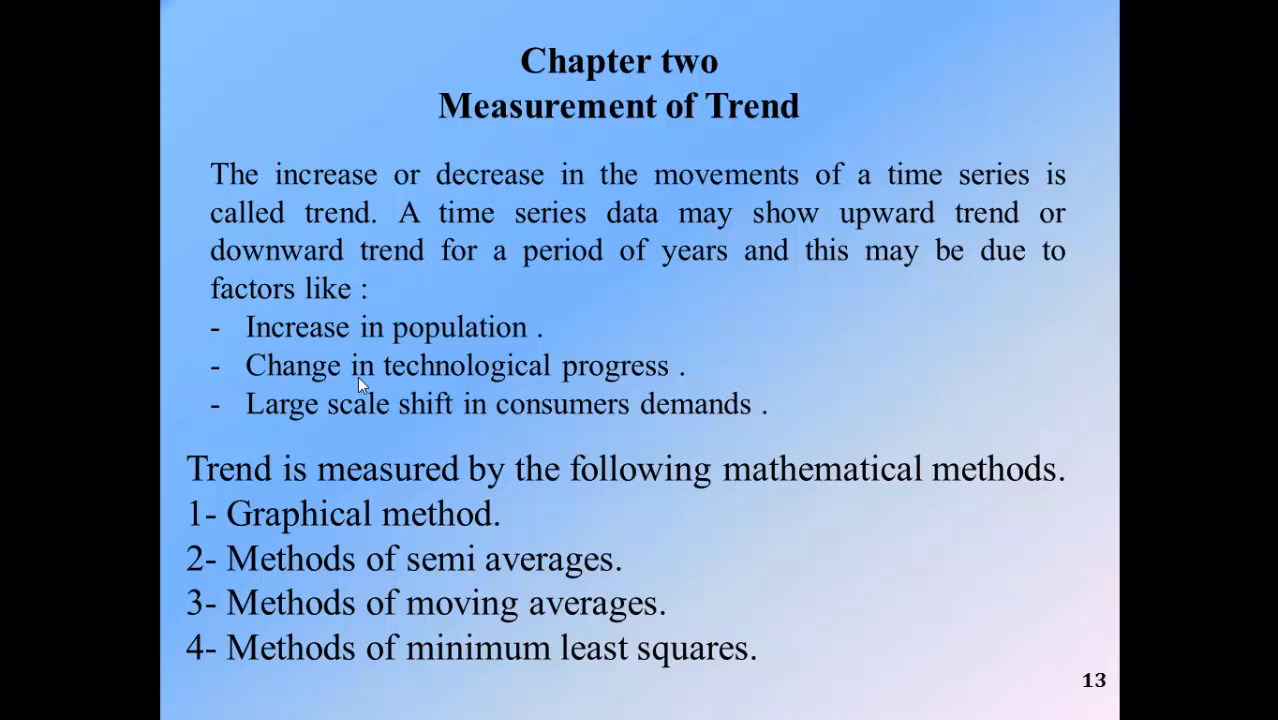 Chapter two
Measurement of Trend
The increase or decrease in the movements of a time series is
called trend. A time series data may show upward trend or
downward trend for a period of years and this may be due to
factors like :
- Increase in population .
- Change in technological progress .
- Large scale shift in consumers demands .
Trend is measured by the following mathematical methods.
1- Graphical method.
2- Methods of semi averages.
3- Methods of moving averages.
4- Methods of minimum least squares.
13